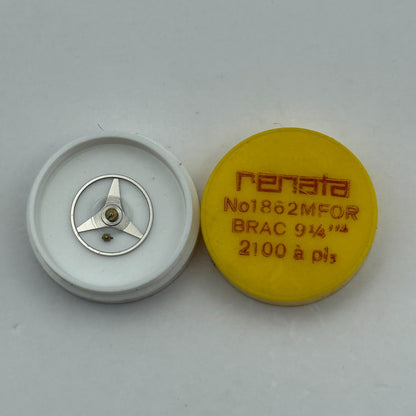 renata
No1862MFOR
BRAC 9¼'''
2100 à pl.